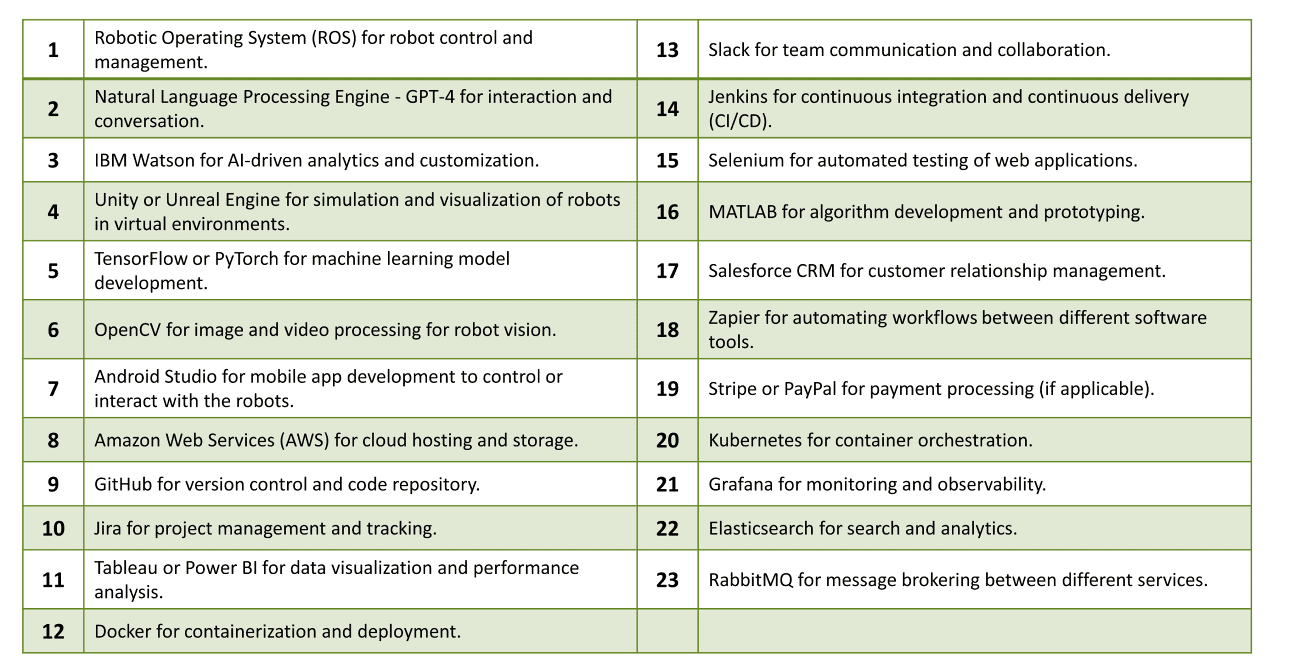 1
Robotic Operating System (ROS) for robot control and
management.
13
Slack for team communication and collaboration.
2
Natural Language Processing Engine - GPT-4 for interaction and
conversation.
14
Jenkins for continuous integration and continuous delivery
(CI/CD).
3
IBM Watson for AI-driven analytics and customization.
15
Selenium for automated testing of web applications.
4
Unity or Unreal Engine for simulation and visualization of robots
in virtual environments.
16
MATLAB for algorithm development and prototyping.
5
TensorFlow or PyTorch for machine learning model
development.
17
Salesforce CRM for customer relationship management.
6
OpenCV for image and video processing for robot vision.
18
Zapier for automating workflows between different software
tools.
7
Android Studio for mobile app development to control or
interact with the robots.
19
Stripe or PayPal for payment processing (if applicable).
8
Amazon Web Services (AWS) for cloud hosting and storage.
20
Kubernetes for container orchestration.
9
GitHub for version control and code repository.
21
Grafana for monitoring and observability.
10
Jira for project management and tracking.
22
Elasticsearch for search and analytics.
11
Tableau or Power BI for data visualization and performance
analysis.
23
RabbitMQ for message brokering between different services.
12
Docker for containerization and deployment.